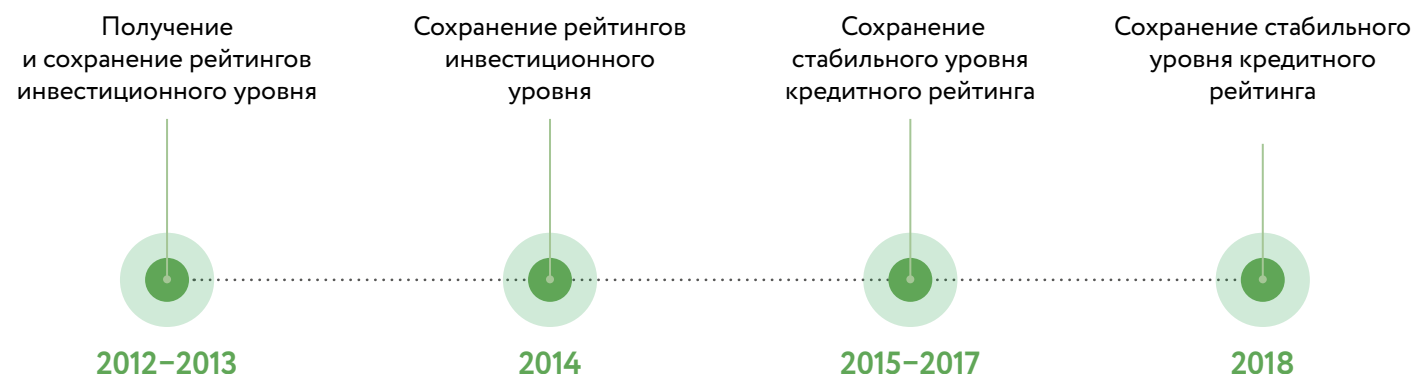 Получение
и сохранение рейтингов
инвестиционного уровня
2012–2013
Сохранение рейтингов
инвестиционного
уровня
2014
Сохранение
стабильного уровня
кредитного рейтинга
2015–2017
Сохранение стабильного
уровня кредитного
рейтинга
2018